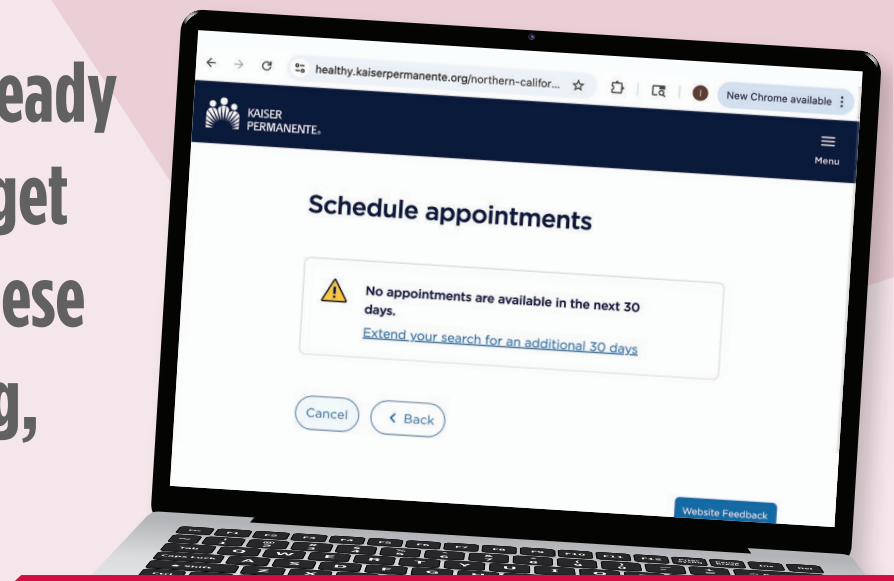 eady
get
ese
g,
healthy.kaiserpermanente.org/northern-califor...
New Chrome available
KAISER
PERMANENTE®
Menu
Schedule appointments
No appointments are available in the next 30
days.
Extend your search for an additional 30 days
Cancel
Back
Website Feedback